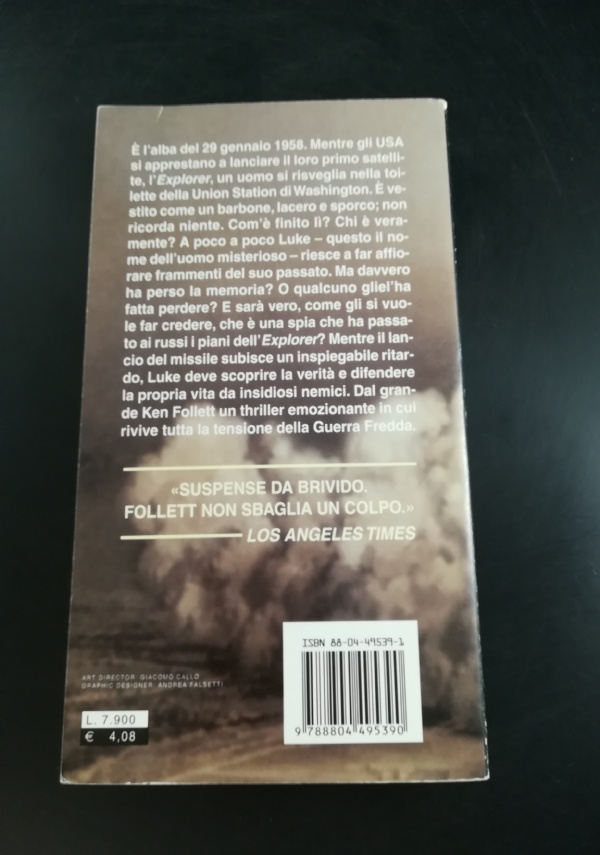 È l'alba del 29 gennaio 1958. Mentre gli USA
si apprestano a lanciare il loro primo satelli-
te, l'Explorer, un uomo si risveglia nella toi-
lette della Union Station di Washington. È ve-
stito come un barbone, lacero e sporco; non
ricorda niente. Com'è finito lì? Chi è vera-
mente? A poco a poco Luke – questo il no-
me dell'uomo misterioso – riesce a far affio-
rare frammenti del suo passato. Ma davvero
ha perso la memoria? O qualcuno gliel'ha
fatta perdere? E sarà vero, come gli si vuo-
le far credere, che è una spia che ha passa-
to ai russi i piani dell'Explorer? Mentre il lan-
cio del missile subisce un inspiegabile ritar-
do, Luke deve scoprire la verità e difendere
la propria vita da insidiosi nemici. Dal gran-
de Ken Follett un thriller emozionante in cui
rivive tutta la tensione della Guerra Fredda.
«SUSPENSE DA BRIVIDO.
FOLLETT NON SBAGLIA UN COLPO.»
LOS ANGELES TIMES
ISBN 88-04-49539-1
9 788804 495390
ART DIRECTOR: GIACOMO CALLO
GRAPHIC DESIGNER: ANDREA FALSETTI
L. 7.900
€ 4,08